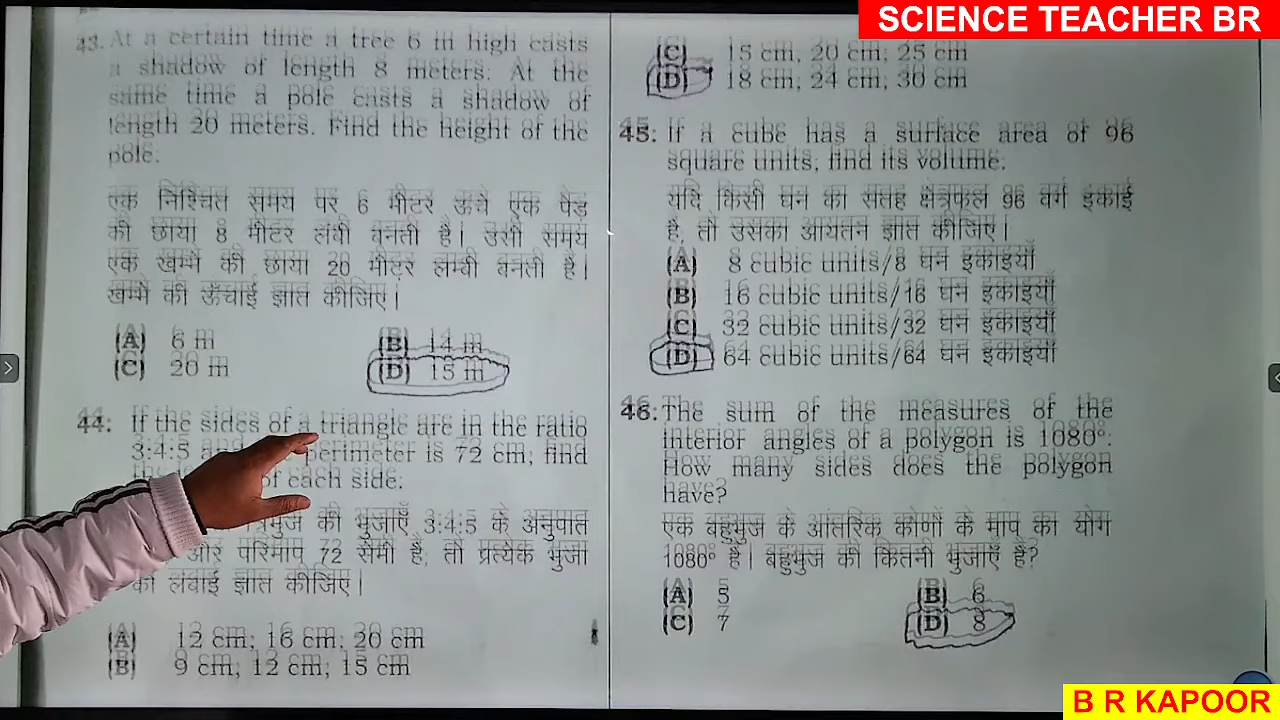 SCIENCE TEACHER BR
43. At a certain time a tree 6 m high casts
a shadow of length 8 meters. At the
same time a pole casts a shadow of
length 20 meters. Find the height of the
pole.
एक निश्चित समय पर 6 मीटर ऊँचे एक पेड़
की छाया 8 मीटर लंबी बनती है। उसी समय
एक खम्भे की छाया 20 मीटर लम्बी बनती है।
खम्भे की ऊँचाई ज्ञात कीजिए।
(A) 6 m (B) 14 m
(C) 20 m (D) 15 m
44. If the sides of a triangle are in the ratio
3:4:5 and perimeter is 72 cm, find
of each side.
की भुजाएँ 3:4:5 के अनुपात
और परिमाप 72 सेमी है, तो प्रत्येक भुजा
की लंबाई ज्ञात कीजिए।
(A) 12 cm, 16 cm, 20 cm
(B) 9 cm, 12 cm, 15 cm
(C) 15 cm, 20 cm, 25 cm
(D) 18 cm, 24 cm, 30 cm
45. If a cube has a surface area of 96
square units, find its volume.
यदि किसी घन का सतह क्षेत्रफल 96 वर्ग इकाई
है, तो उसका आयतन ज्ञात कीजिए।
(A) 8 cubic units/8 घन इकाइयाँ
(B) 16 cubic units/16 घन इकाइयाँ
(C) 32 cubic units/32 घन इकाइयाँ
(D) 64 cubic units/64 घन इकाइयाँ
46. The sum of the measures of the
interior angles of a polygon is 1080°.
How many sides does the polygon
have?
एक बहुभुज के आंतरिक कोणों के माप का योग
1080° है। बहुभुज की कितनी भुजाएँ हैं?
(A) 5 (B) 6
(C) 7 (D) 8
B R KAPOOR